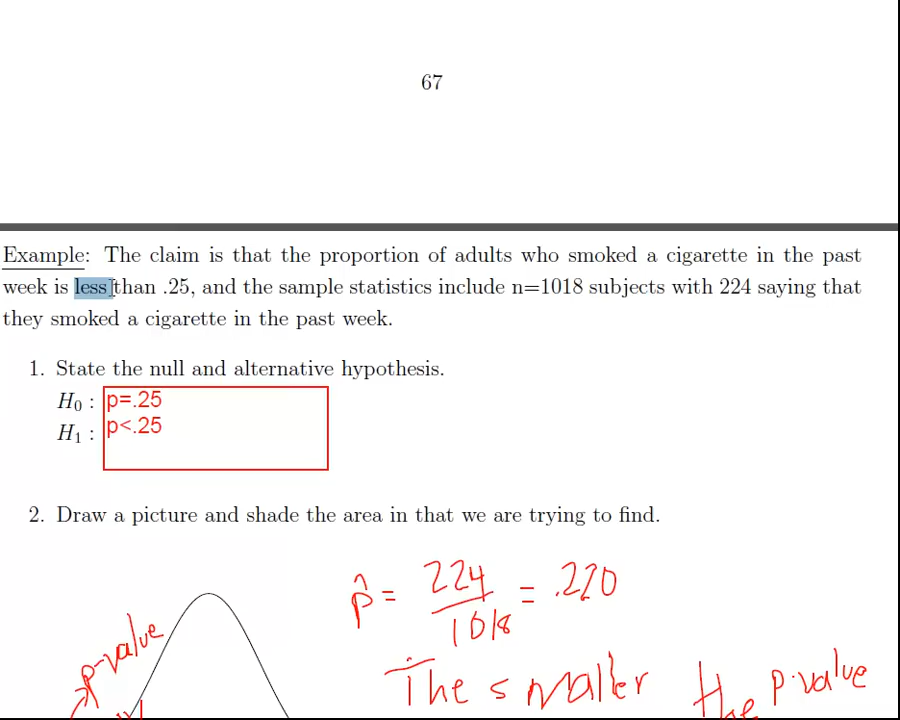 67
Example: The claim is that the proportion of adults who smoked a cigarette in the past
week is less than .25, and the sample statistics include n=1018 subjects with 224 saying that
they smoked a cigarette in the past week.
1. State the null and alternative hypothesis.
H₀ : p=.25
H₁ : p<.25
2. Draw a picture and shade the area in that we are trying to find.
p̂ = 224/1018 = .220
p-value
The smaller the p-value